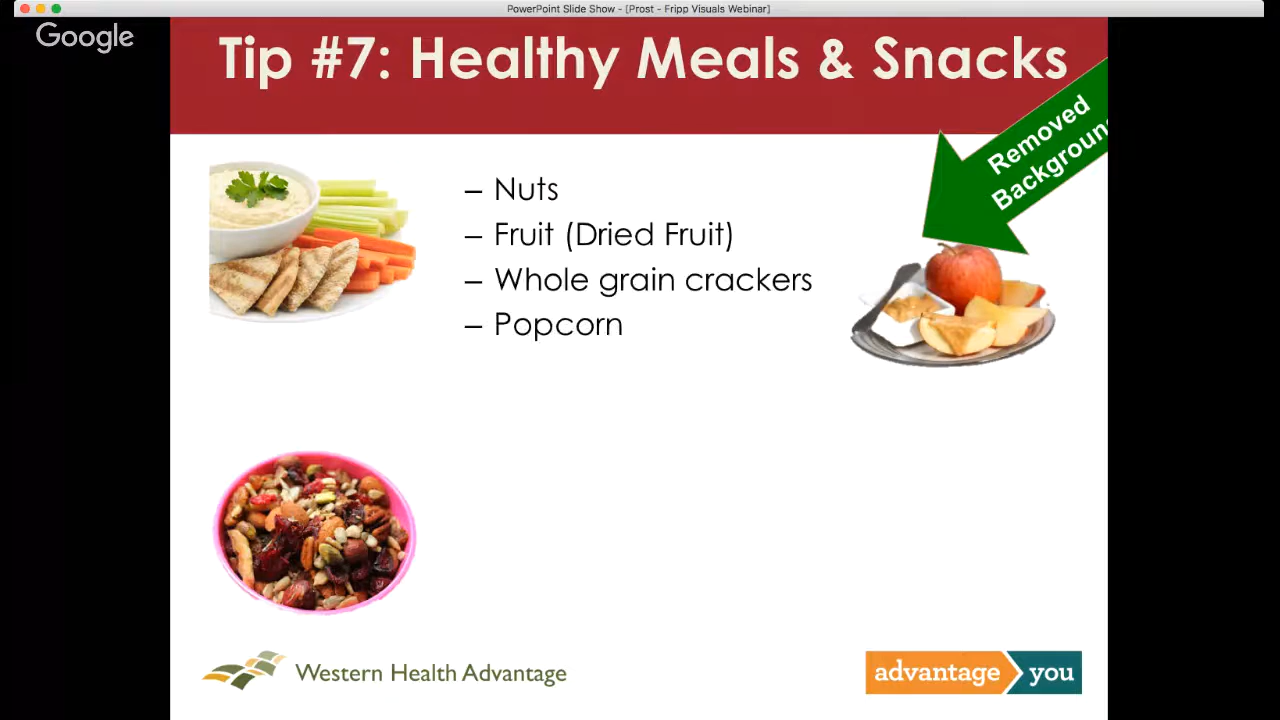 PowerPoint Slide Show - [Prost - Fripp Visuals Webinar]
Google
Tip #7: Healthy Meals & Snacks
Removed
Backgroun
– Nuts
– Fruit (Dried Fruit)
– Whole grain crackers
– Popcorn
Western Health Advantage
advantage you